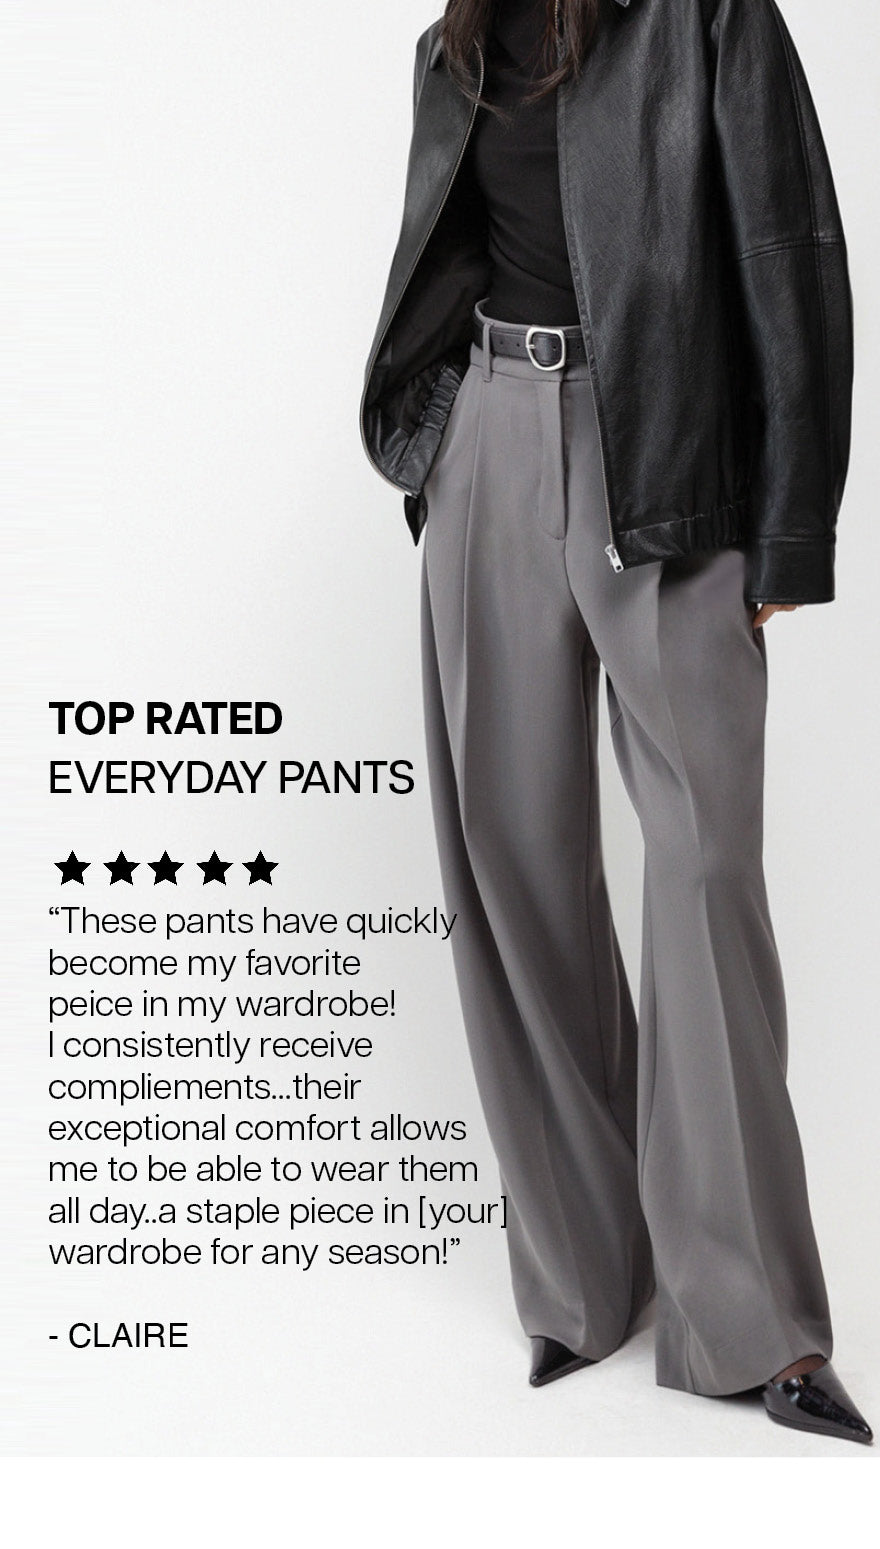 TOP RATED
EVERYDAY PANTS
★★★★★
“These pants have quickly
become my favorite
peice in my wardrobe!
I consistently receive
compliements...their
exceptional comfort allows
me to be able to wear them
all day..a staple piece in [your]
wardrobe for any season!”
- CLAIRE